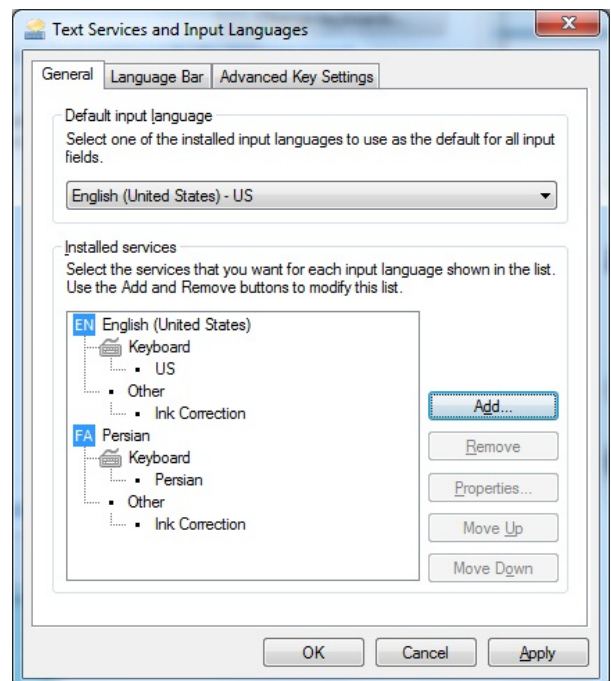 Text Services and Input Languages
General
Language Bar
Advanced Key Settings
Default input language
Select one of the installed input languages to use as the default for all input
fields.
English (United States) - US
Installed services
Select the services that you want for each input language shown in the list.
Use the Add and Remove buttons to modify this list.
EN English (United States)
Keyboard
US
Other
Ink Correction
FA Persian
Keyboard
Persian
Other
Ink Correction
Add...
Remove
Properties...
Move Up
Move Down
OK
Cancel
Apply